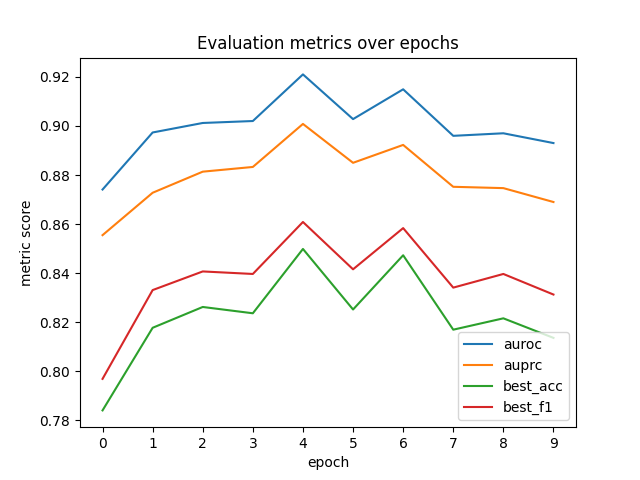 Evaluation metrics over epochs
metric score
0.92
0.90
0.88
0.86
0.84
0.82
0.80
0.78
auroc
auprc
best_acc
best_f1
0 1 2 3 4 5 6 7 8 9
epoch